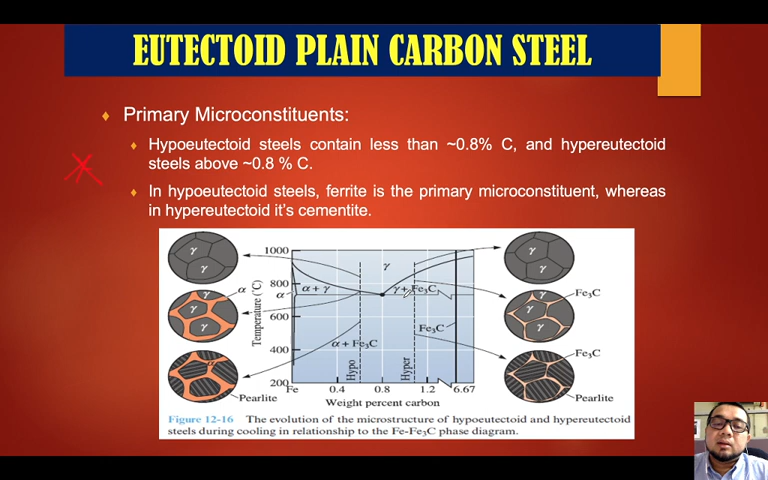 EUTECTOID PLAIN CARBON STEEL
Primary Microconstituents:
Hypoeutectoid steels contain less than ~0.8% C, and hypereutectoid
steels above ~0.8 % C.
In hypoeutectoid steels, ferrite is the primary microconstituent, whereas
in hypereutectoid it's cementite.
γ
γ
γ
α
γ
γ
α
Pearlite
Temperature (°C)
1000
800
600
400
200
α
α + γ
γ
γ + Fe₃C
Fe₃C
α + Fe₃C
Hypo
Hyper
Fe
0.4
0.8
1.2
6.67
Weight percent carbon
γ
γ
γ
Fe₃C
γ
γ
Fe₃C
Pearlite
Figure 12-16 The evolution of the microstructure of hypoeutectoid and hypereutectoid
steels during cooling in relationship to the Fe-Fe₃C phase diagram.